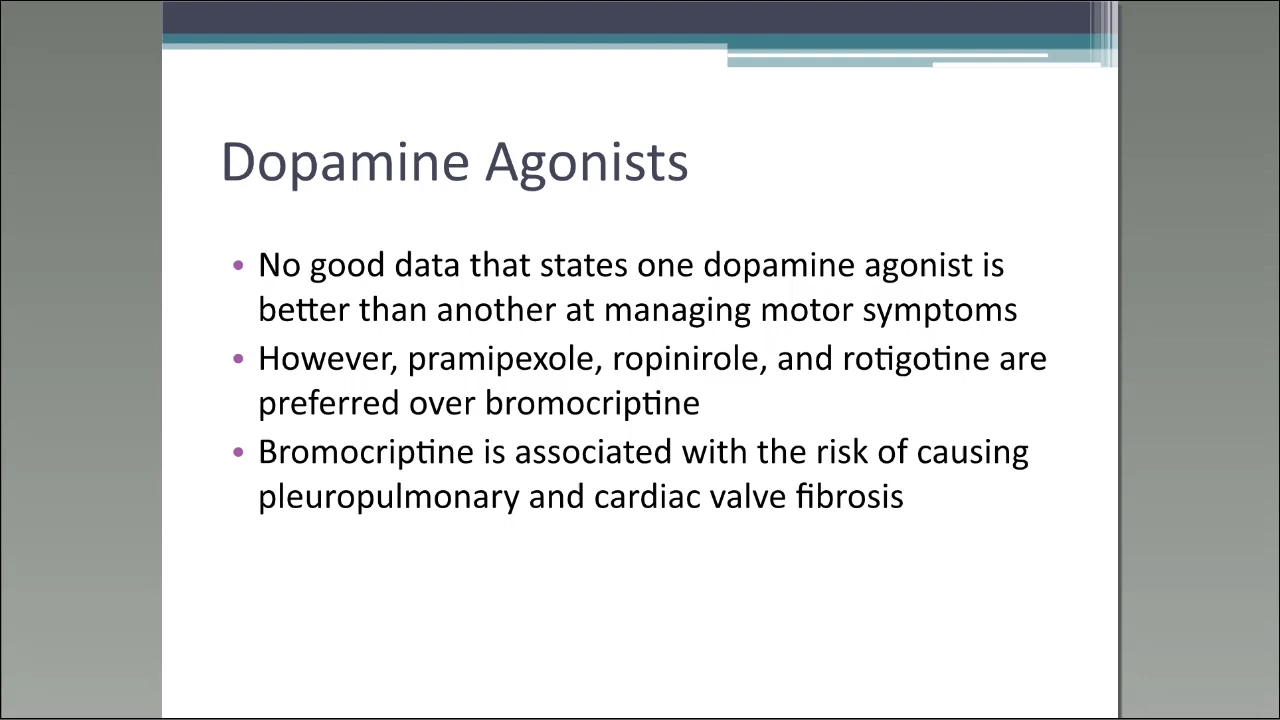 Dopamine Agonists
• No good data that states one dopamine agonist is
better than another at managing motor symptoms
• However, pramipexole, ropinirole, and rotigotine are
preferred over bromocriptine
• Bromocriptine is associated with the risk of causing
pleuropulmonary and cardiac valve fibrosis